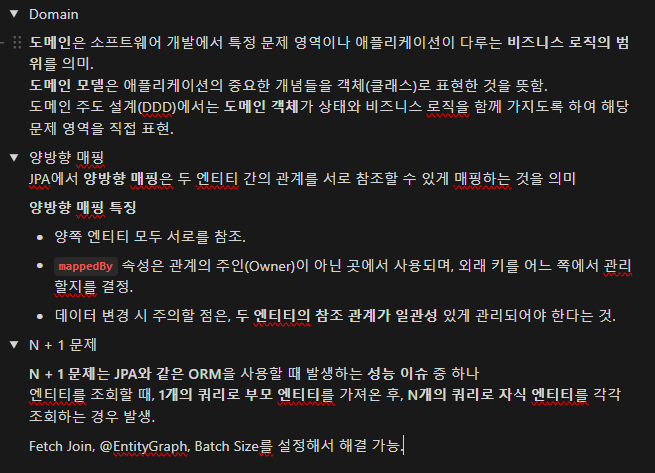 Domain
도메인은 소프트웨어 개발에서 특정 문제 영역이나 애플리케이션이 다루는 비즈니스 로직의 범
위를 의미.
도메인 모델은 애플리케이션의 중요한 개념들을 객체(클래스)로 표현한 것을 뜻함.
도메인 주도 설계(DDD)에서는 도메인 객체가 상태와 비즈니스 로직을 함께 가지도록 하여 해당
문제 영역을 직접 표현.
양방향 매핑
JPA에서 양방향 매핑은 두 엔티티 간의 관계를 서로 참조할 수 있게 매핑하는 것을 의미
양방향 매핑 특징
• 양쪽 엔티티 모두 서로를 참조.
• mappedBy 속성은 관계의 주인(Owner)이 아닌 곳에서 사용되며, 외래 키를 어느 쪽에서 관리
할지를 결정.
• 데이터 변경 시 주의할 점은, 두 엔티티의 참조 관계가 일관성 있게 관리되어야 한다는 것.
N + 1 문제
N + 1 문제는 JPA와 같은 ORM을 사용할 때 발생하는 성능 이슈 중 하나
엔티티를 조회할 때, 1개의 쿼리로 부모 엔티티를 가져온 후, N개의 쿼리로 자식 엔티티를 각각
조회하는 경우 발생.
Fetch Join, @EntityGraph, Batch Size를 설정해서 해결 가능.